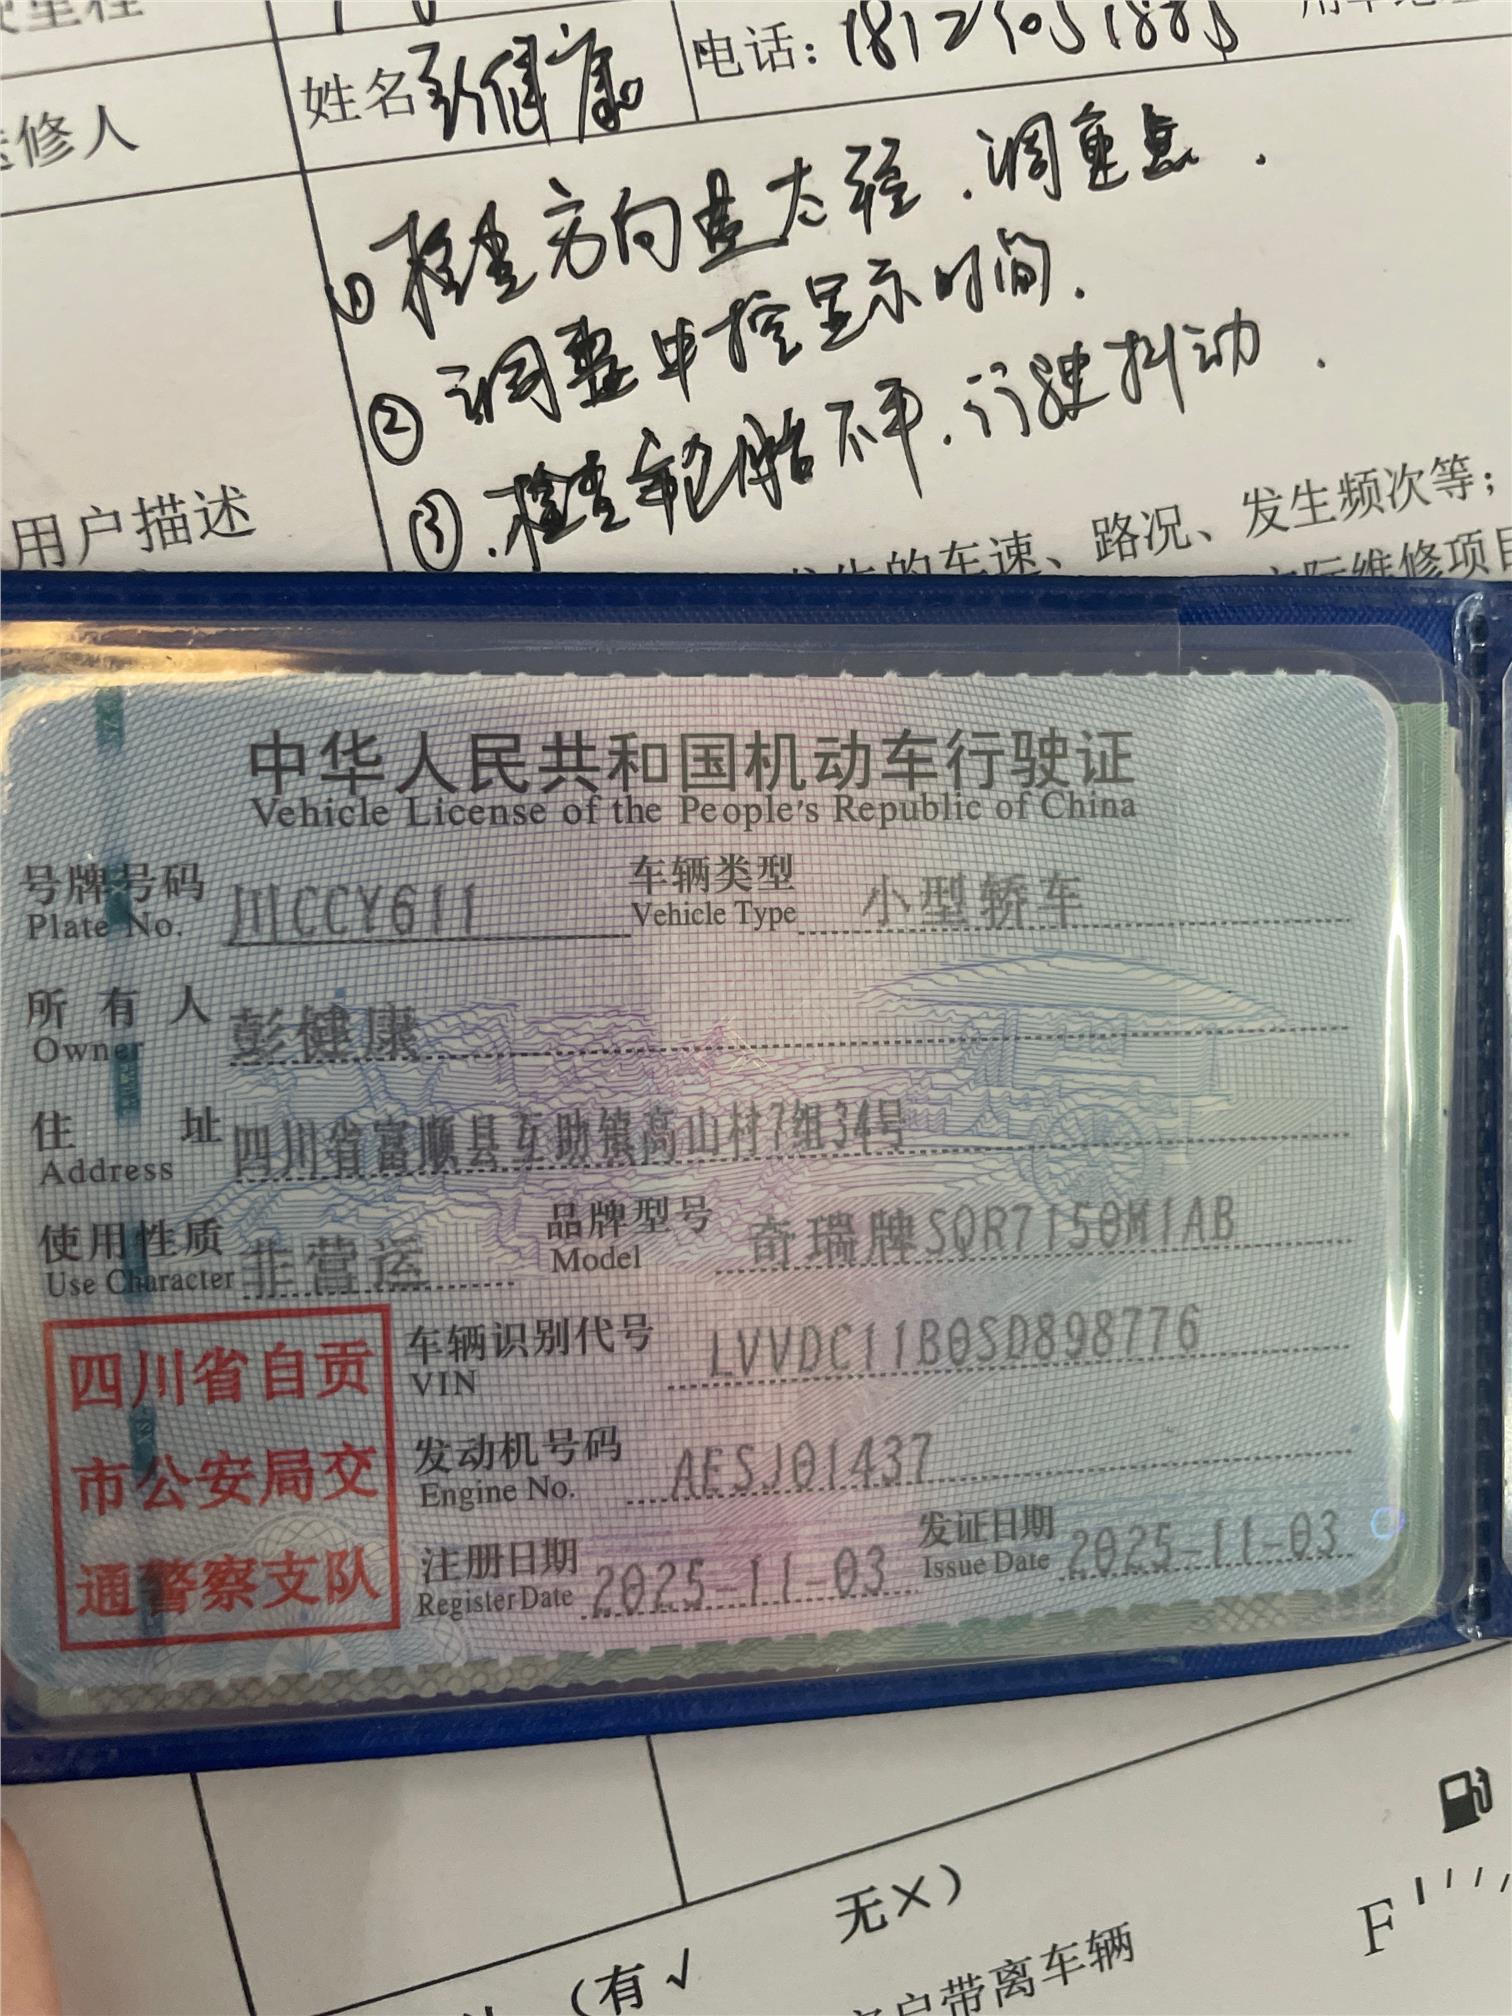 姓名 彭健康 电话：
修人
①检查方向盘太轻．调重点．
②调整中控显示时间．
③．检查轮胎不平．行驶抖动．
用户描述
的车速、路况、发生频次等；
实际维修项目
中华人民共和国机动车行驶证
Vehicle License of the People's Republic of China
号牌号码 川CCY611 车辆类型 小型轿车
Plate No. Vehicle Type
所有人 彭健康
Owner
住址 四川省富顺县互助镇高山村7组34号
Address
使用性质 非营运 品牌型号 奇瑞牌SQR7150M1AB
Use Character Model
四川省自贡
市公安局交
通警察支队
车辆识别代号 LVVDC11B0SD898776
VIN
发动机号码 AESJ01437
Engine No.
注册日期 2025-11-03 发证日期 2025-11-03
Register Date Issue Date
无×）
（有√
F
户带离车辆